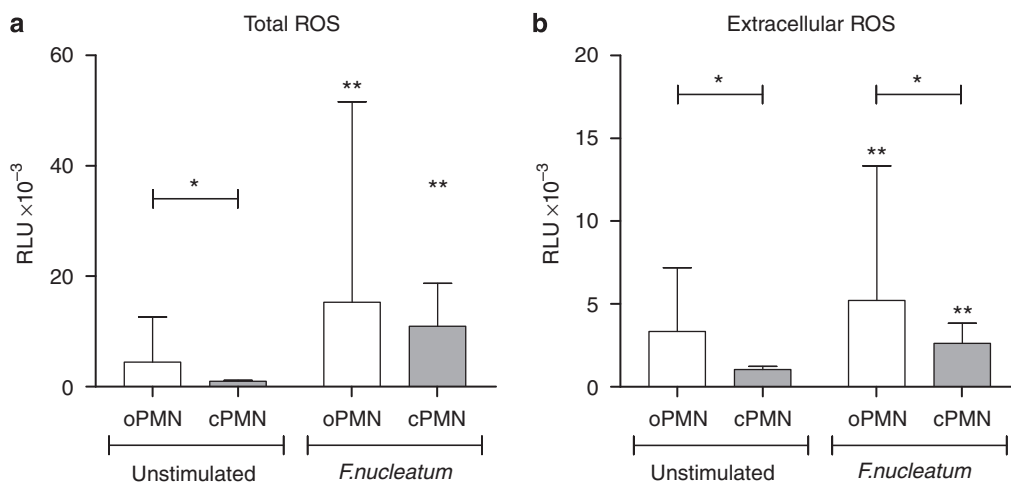 a
Total ROS
RLU ×10⁻³
60
40
20
0
*
**
**
oPMN
cPMN
oPMN
cPMN
Unstimulated
F.nucleatum
b
Extracellular ROS
RLU ×10⁻³
20
15
10
5
0
*
*
**
**
oPMN
cPMN
oPMN
cPMN
Unstimulated
F.nucleatum